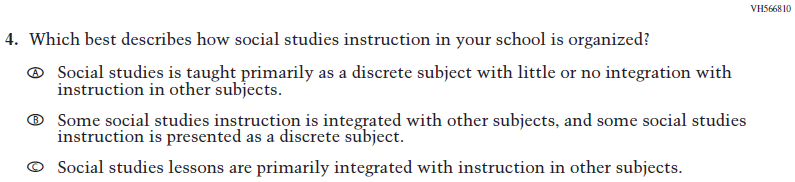 VH566810
4. Which best describes how social studies instruction in your school is organized?
A Social studies is taught primarily as a discrete subject with little or no integration with
instruction in other subjects.
B Some social studies instruction is integrated with other subjects, and some social studies
instruction is presented as a discrete subject.
C Social studies lessons are primarily integrated with instruction in other subjects.